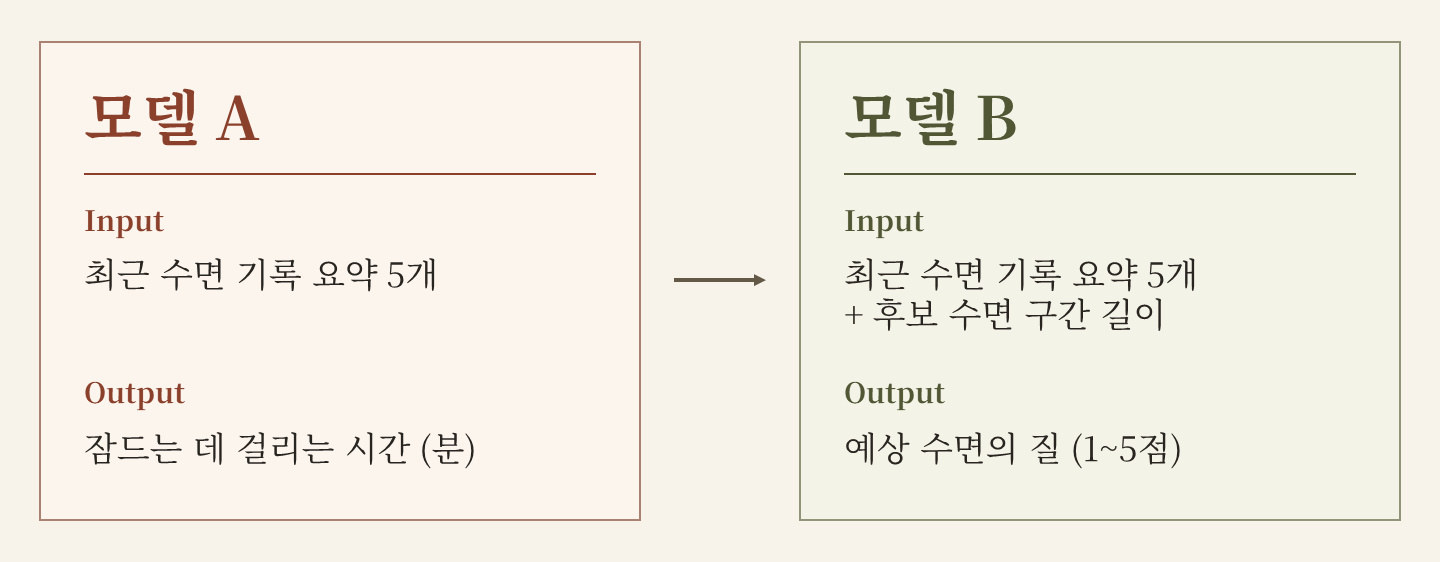 모델 A
Input
최근 수면 기록 요약 5개
Output
잠드는 데 걸리는 시간 (분)
모델 B
Input
최근 수면 기록 요약 5개
+ 후보 수면 구간 길이
Output
예상 수면의 질 (1~5점)